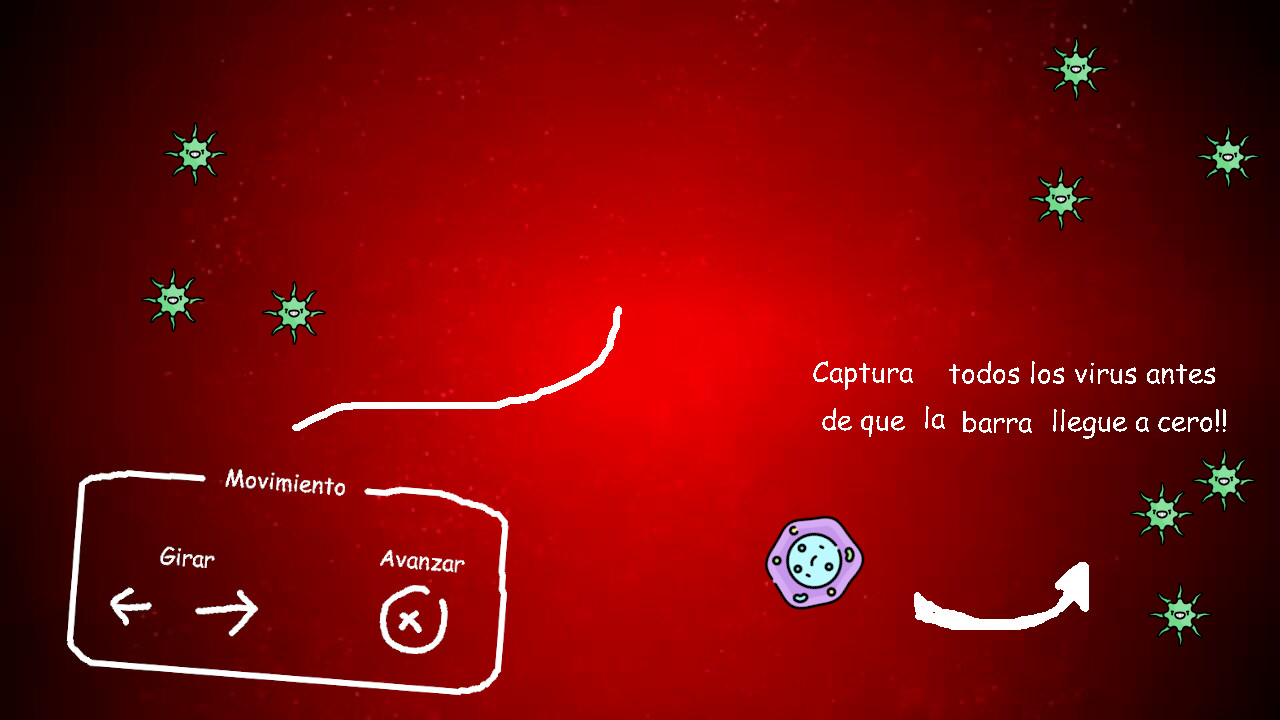 Captura todos los virus antes
de que la barra llegue a cero!!
Movimiento
Girar
Avanzar
x